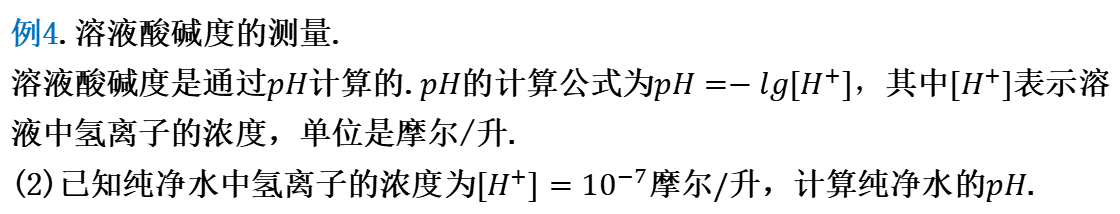 例4. 溶液酸碱度的测量.
溶液酸碱度是通过pH计算的. pH的计算公式为pH =− lg[H⁺]，其中[H⁺]表示溶
液中氢离子的浓度，单位是摩尔/升.
(2)已知纯净水中氢离子的浓度为[H⁺] = 10⁻⁷摩尔/升，计算纯净水的pH.